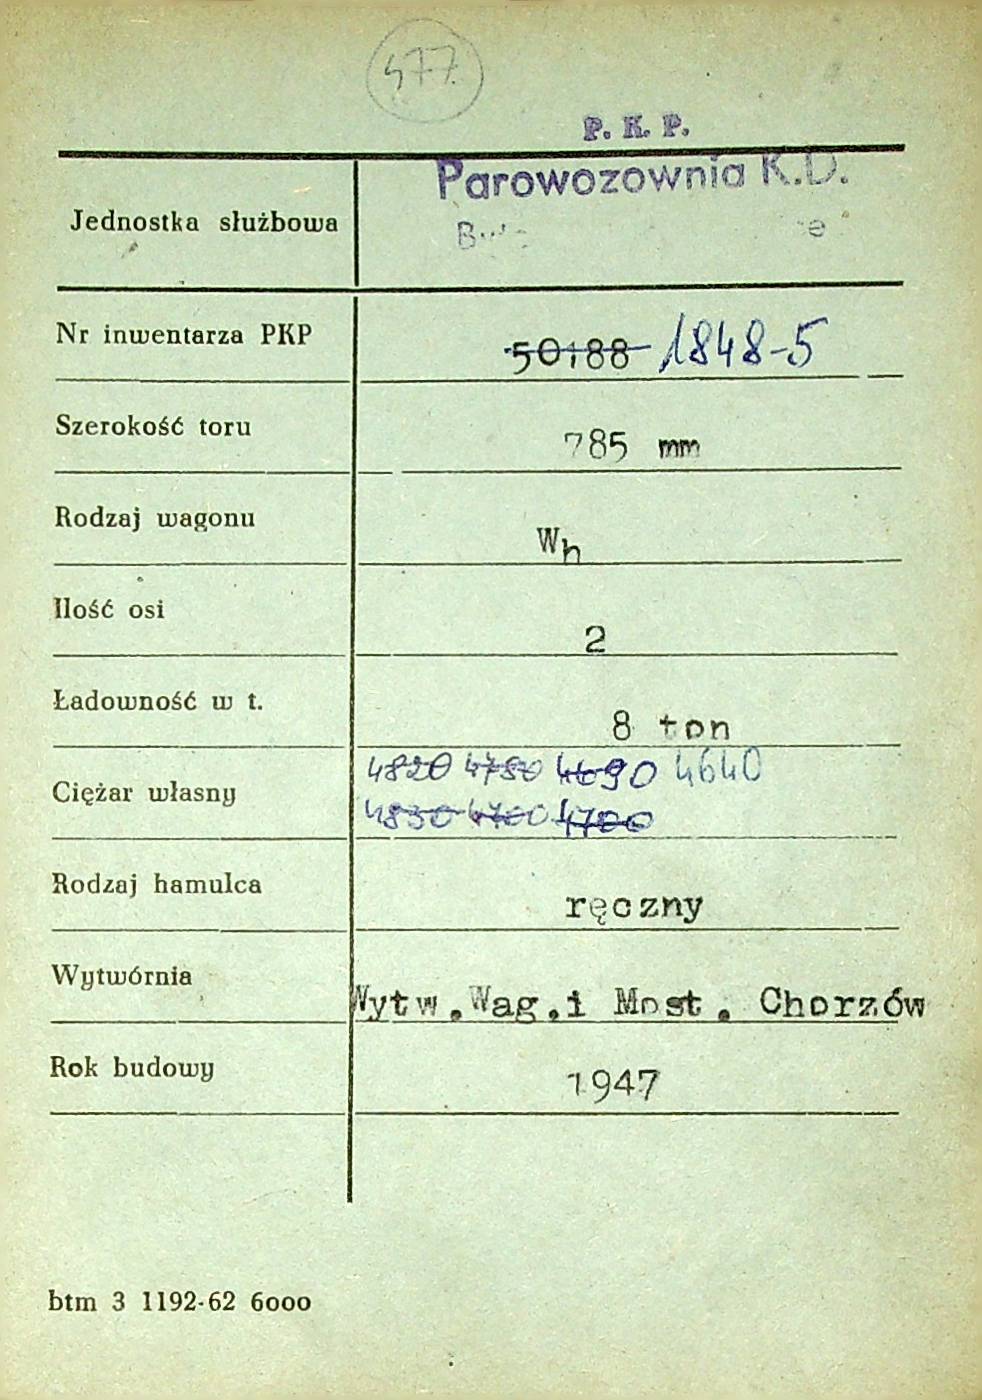 477.
P. K. P.
Jednostka służbowa Parowozownia K.D.
Nr inwentarza PKP 50188 1848-5
Szerokość toru 785 mm
Rodzaj wagonu Wh
Ilość osi 2
Ładowność w t. 8 ton
4820 4780 4690 4640
Ciężar własny
4830 4700 4700
Rodzaj hamulca ręczny
Wytwórnia Wytw.Wag.i Most. Chorzów
Rok budowy 1947
btm 3 1192-62 6000